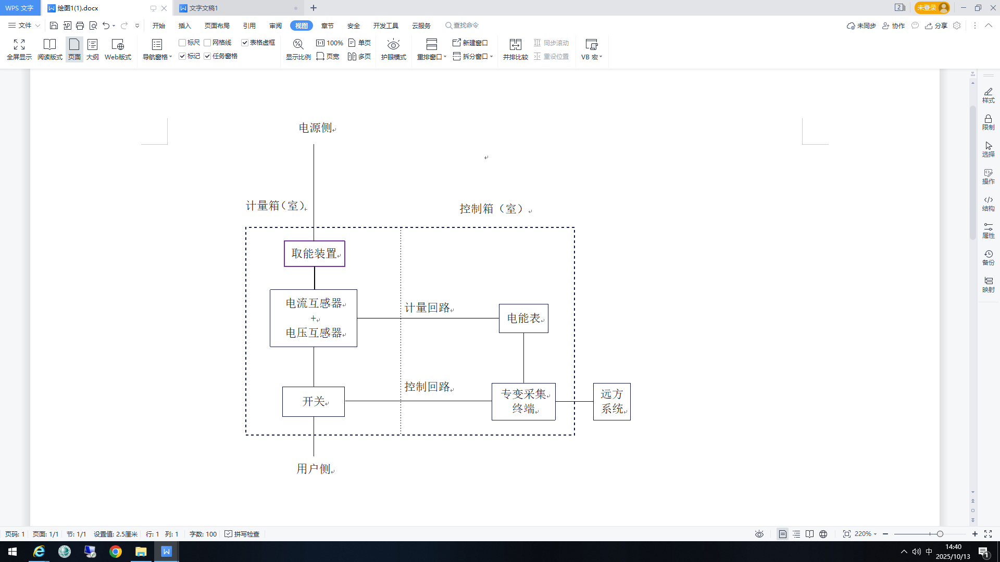 WPS 文字
绘图1(1).docx
文字文稿1
2
未登录
文件
开始
插入
页面布局
引用
审阅
视图
章节
安全
开发工具
云服务
查找命令
未同步
协作
分享
全屏显示
阅读版式
页面
大纲
Web版式
导航窗格
标尺
网格线
表格虚框
标记
任务窗格
显示比例
100%
页宽
单页
多页
护眼模式
重排窗口
新建窗口
拆分窗口
并排比较
同步滚动
重设位置
VB 宏
样式
限制
选择
操作
结构
属性
备份
映射
电源侧
计量箱（室）
控制箱（室）
取能装置
电流互感器
+
电压互感器
计量回路
电能表
控制回路
开关
专变采集
终端
远方
系统
用户侧
页码: 1
页面: 1/1
节: 1/1
设置值: 2.5厘米
行: 1
列: 1
字数: 100
拼写检查
220%
中
14:40
2025/10/13
1